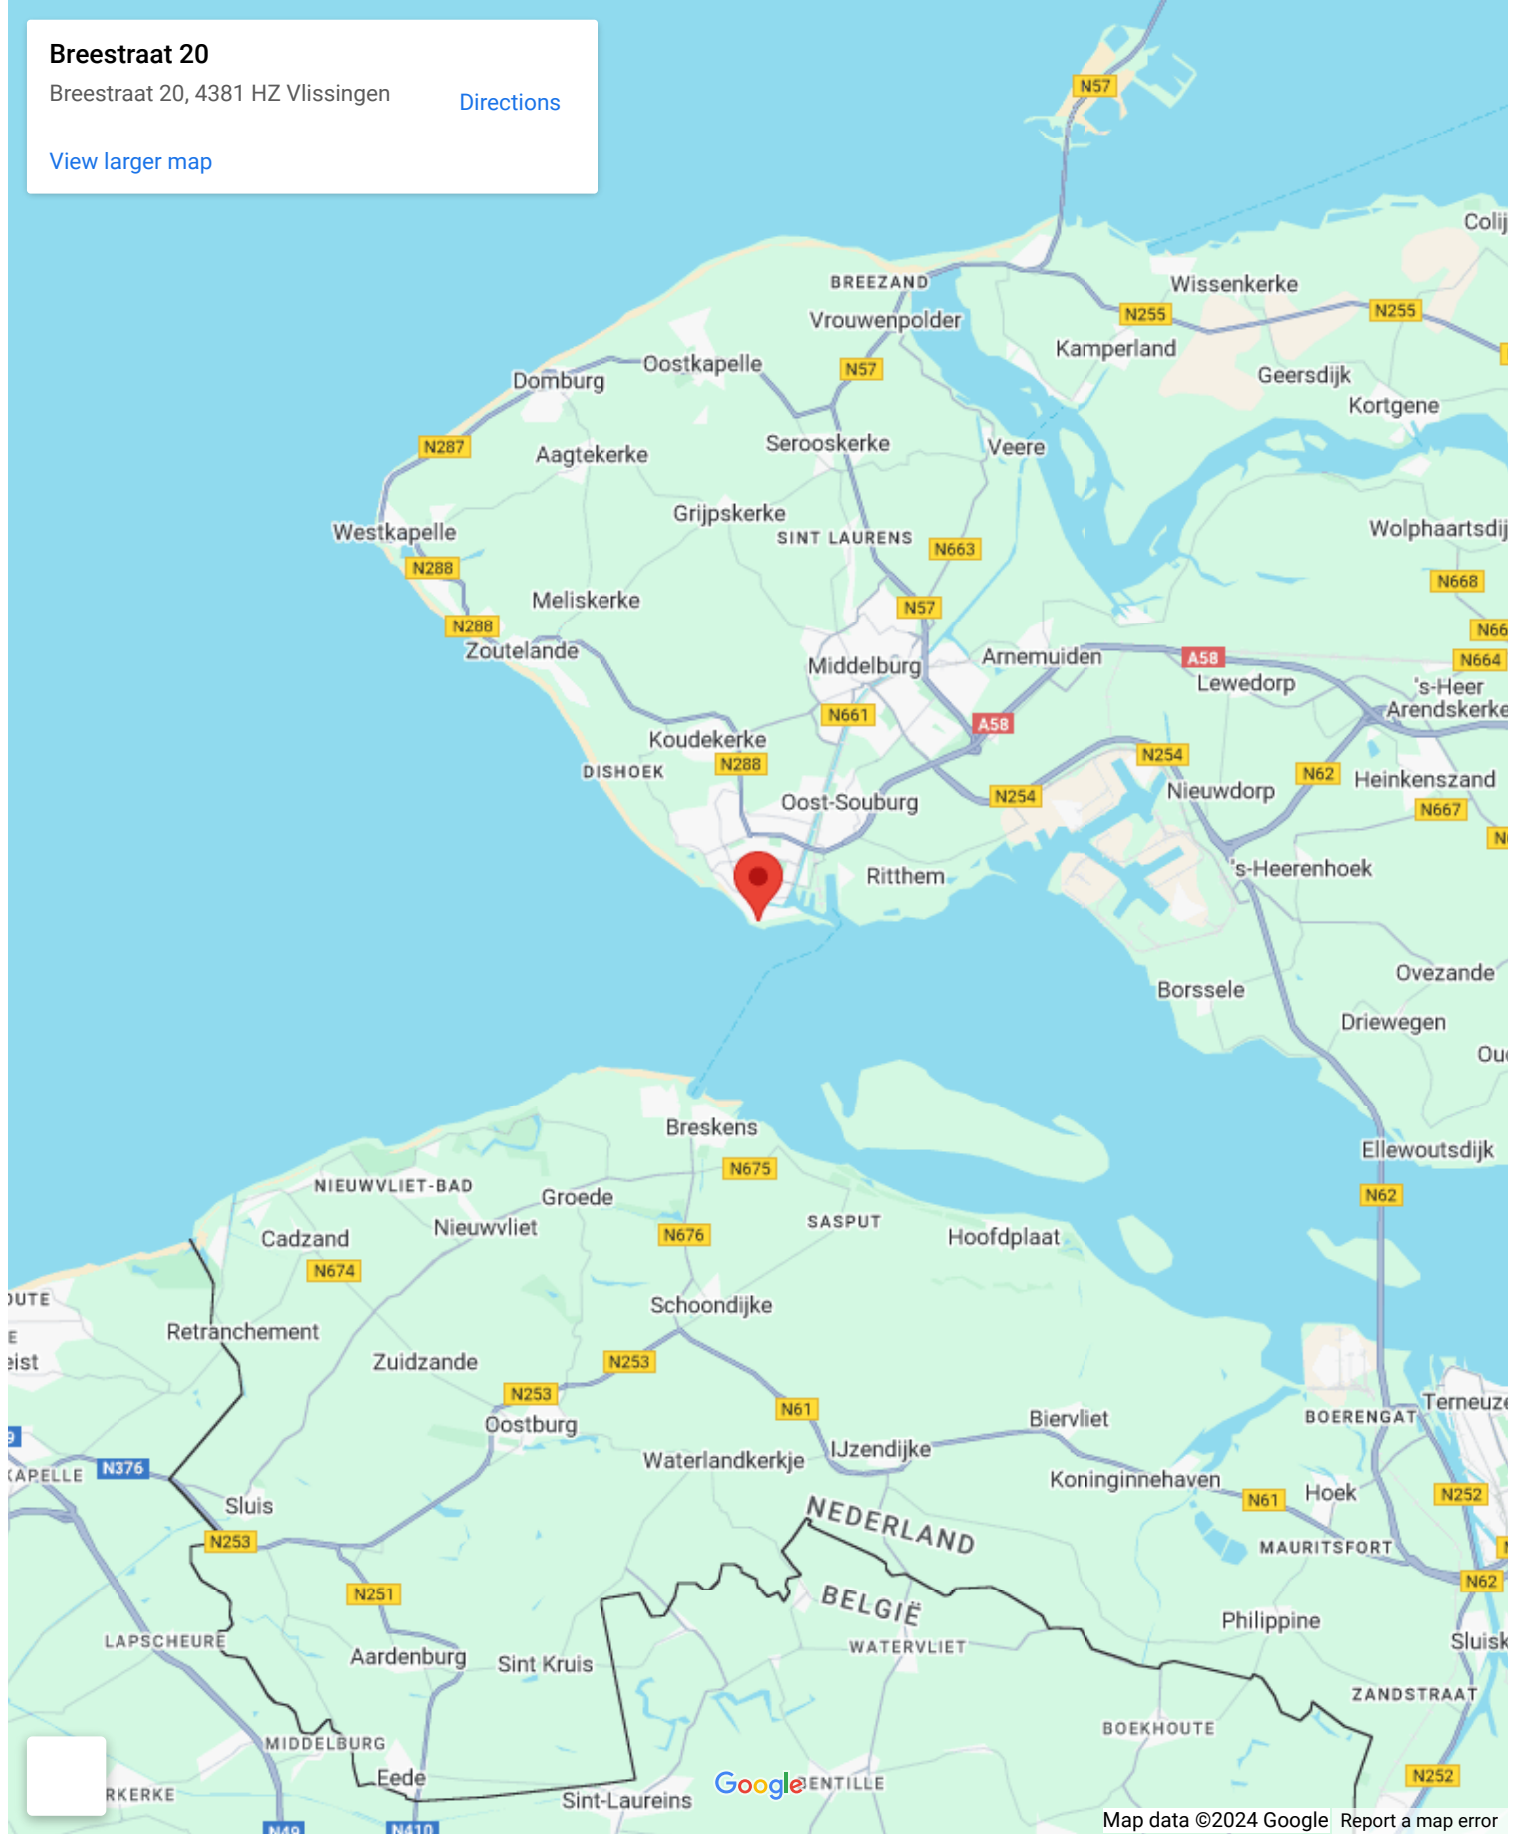 Breestraat 20
Breestraat 20, 4381 HZ Vlissingen
Directions
View larger map
N57
BREEZAND
Wissenkerke
N255
N255
Vrouwenpolder
Kamperland
Oostkapelle
N57
Domburg
Geersdijk
Kortgene
N287
Serooskerke
Veere
Aagtekerke
Grijpskerke
Westkapelle
SINT LAURENS
N663
N288
N668
Meliskerke
N57
N288
Zoutelande
Middelburg
Arnemuiden
A58
N664
Lewedorp
's-Heer
Arendskerke
N661
A58
Koudekerke
N288
DISHOEK
N254
N62
Heinkenszand
Oost-Souburg
N254
Nieuwdorp
N667
Ritthem
's-Heerenhoek
Ovezande
Borssele
Driewegen
Breskens
Ellewoutsdijk
N675
NIEUWVLIET-BAD
Groede
N62
Nieuwvliet
SASPUT
Cadzand
N676
Hoofdplaat
N674
Schoondijke
Retranchement
Zuidzande
N253
N253
N61
Oostburg
Biervliet
BOERENGAT
IJzendijke
Waterlandkerkje
N376
Koninginnehaven
N61
Hoek
N252
Sluis
NEDERLAND
N253
MAURITSFORT
N62
N251
BELGIË
Philippine
LAPSCHEURE
WATERVLIET
Aardenburg
Sint Kruis
ZANDSTRAAT
MIDDELBURG
BOEKHOUTE
Eede
N252
Google
Sint-Laureins
N49
N410
Map data ©2024 Google
Report a map error